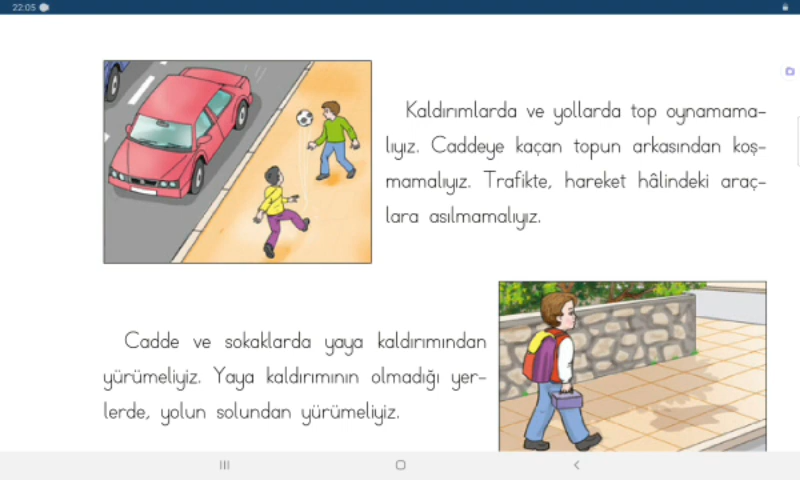 22:05
Kaldırımlarda ve yollarda top oynamama-
lıyız. Caddeye kaçan topun arkasından koş-
mamalıyız. Trafikte, hareket hâlindeki araç-
lara asılmamalıyız.
Cadde ve sokaklarda yaya kaldırımından
yürümeliyiz. Yaya kaldırımının olmadığı yer-
lerde, yolun solundan yürümeliyiz.